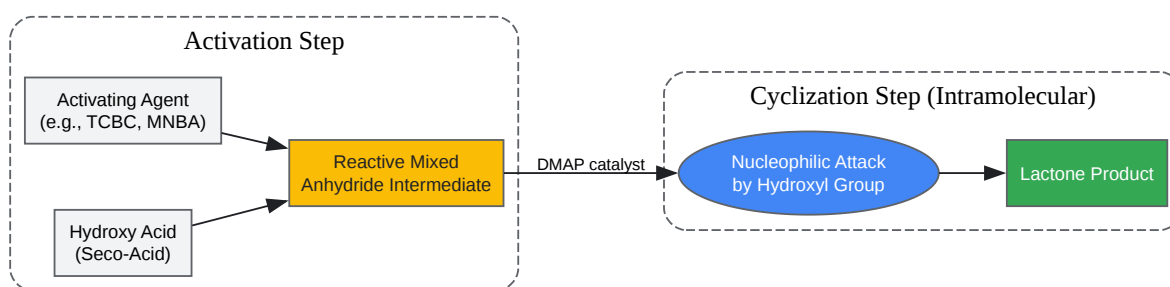 Activation Step
Activating Agent
(e.g., TCBC, MNBA)
Hydroxy Acid
(Seco-Acid)
Reactive Mixed
Anhydride Intermediate
DMAP catalyst
Cyclization Step (Intramolecular)
Nucleophilic Attack
by Hydroxyl Group
Lactone Product